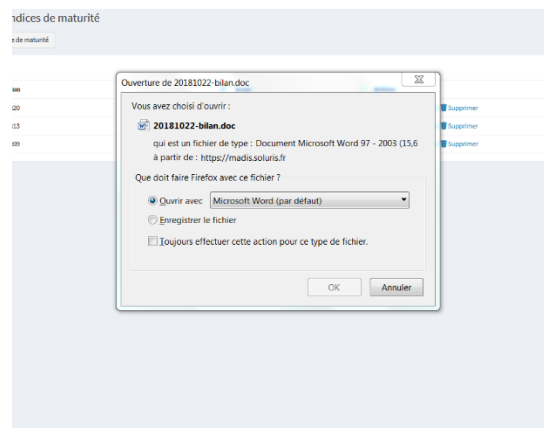 ndices de maturité
e de maturité
Ouverture de 20181022-bilan.doc
on
Vous avez choisi d'ouvrir :
:20
Supprimer
20181022-bilan.doc
:13
Supprimer
qui est un fichier de type : Document Microsoft Word 97 - 2003 (15,6
:09
Supprimer
à partir de : https://madis.soluris.fr
Que doit faire Firefox avec ce fichier ?
Ouvrir avec
Microsoft Word (par défaut)
Enregistrer le fichier
Toujours effectuer cette action pour ce type de fichier.
OK
Annuler